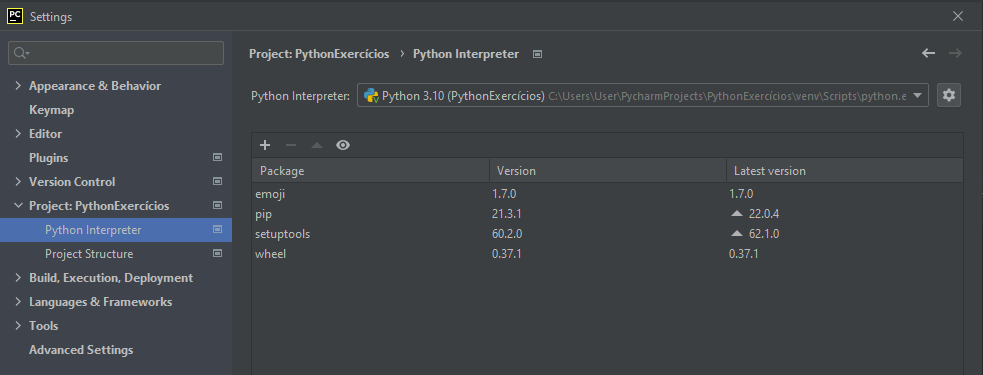 PC Settings
Project: PythonExercícios › Python Interpreter
Appearance & Behavior
Keymap
Editor
Plugins
Version Control
Project: PythonExercícios
Python Interpreter
Project Structure
Build, Execution, Deployment
Languages & Frameworks
Tools
Advanced Settings
Python Interpreter: Python 3.10 (PythonExercícios) C:\Users\User\PycharmProjects\PythonExercícios\venv\Scripts\python.e
Package Version Latest version
emoji 1.7.0 1.7.0
pip 21.3.1 22.0.4
setuptools 60.2.0 62.1.0
wheel 0.37.1 0.37.1